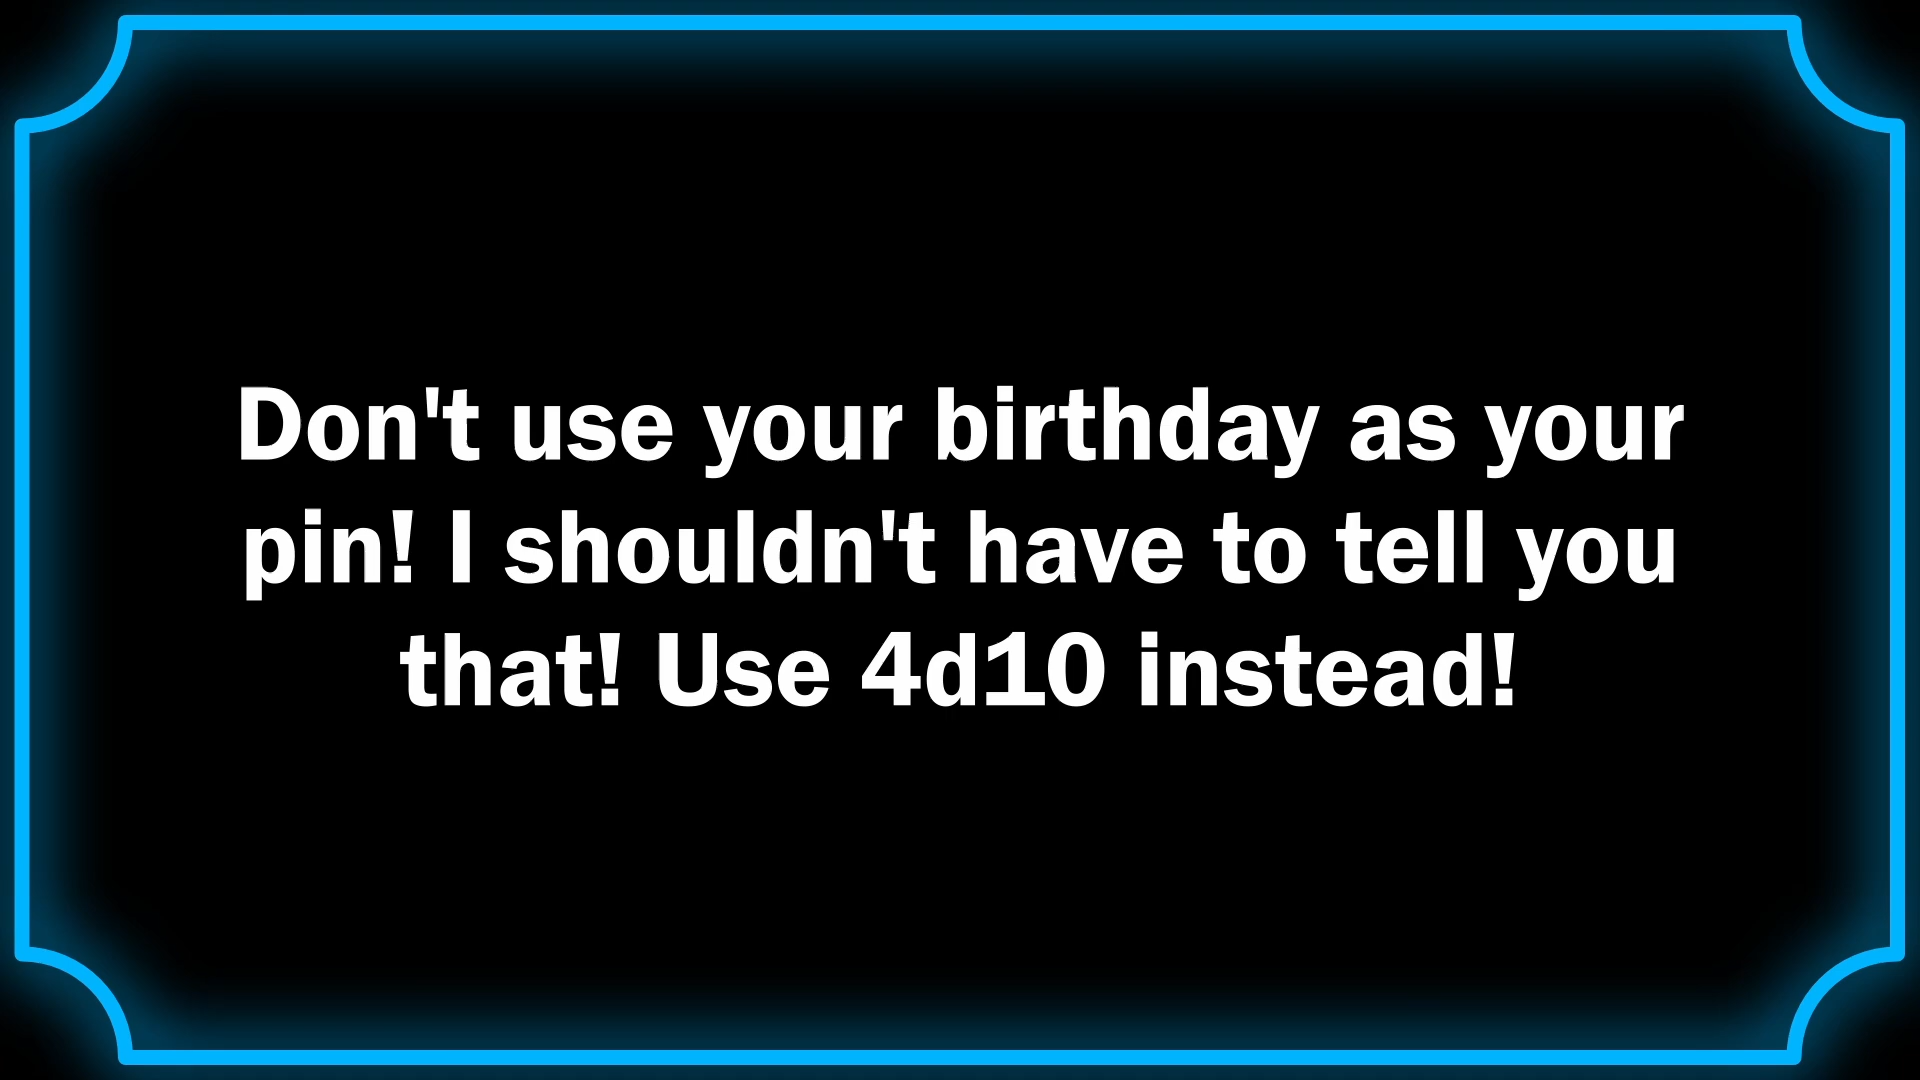 Don't use your birthday as your
pin! I shouldn't have to tell you
that! Use 4d10 instead!